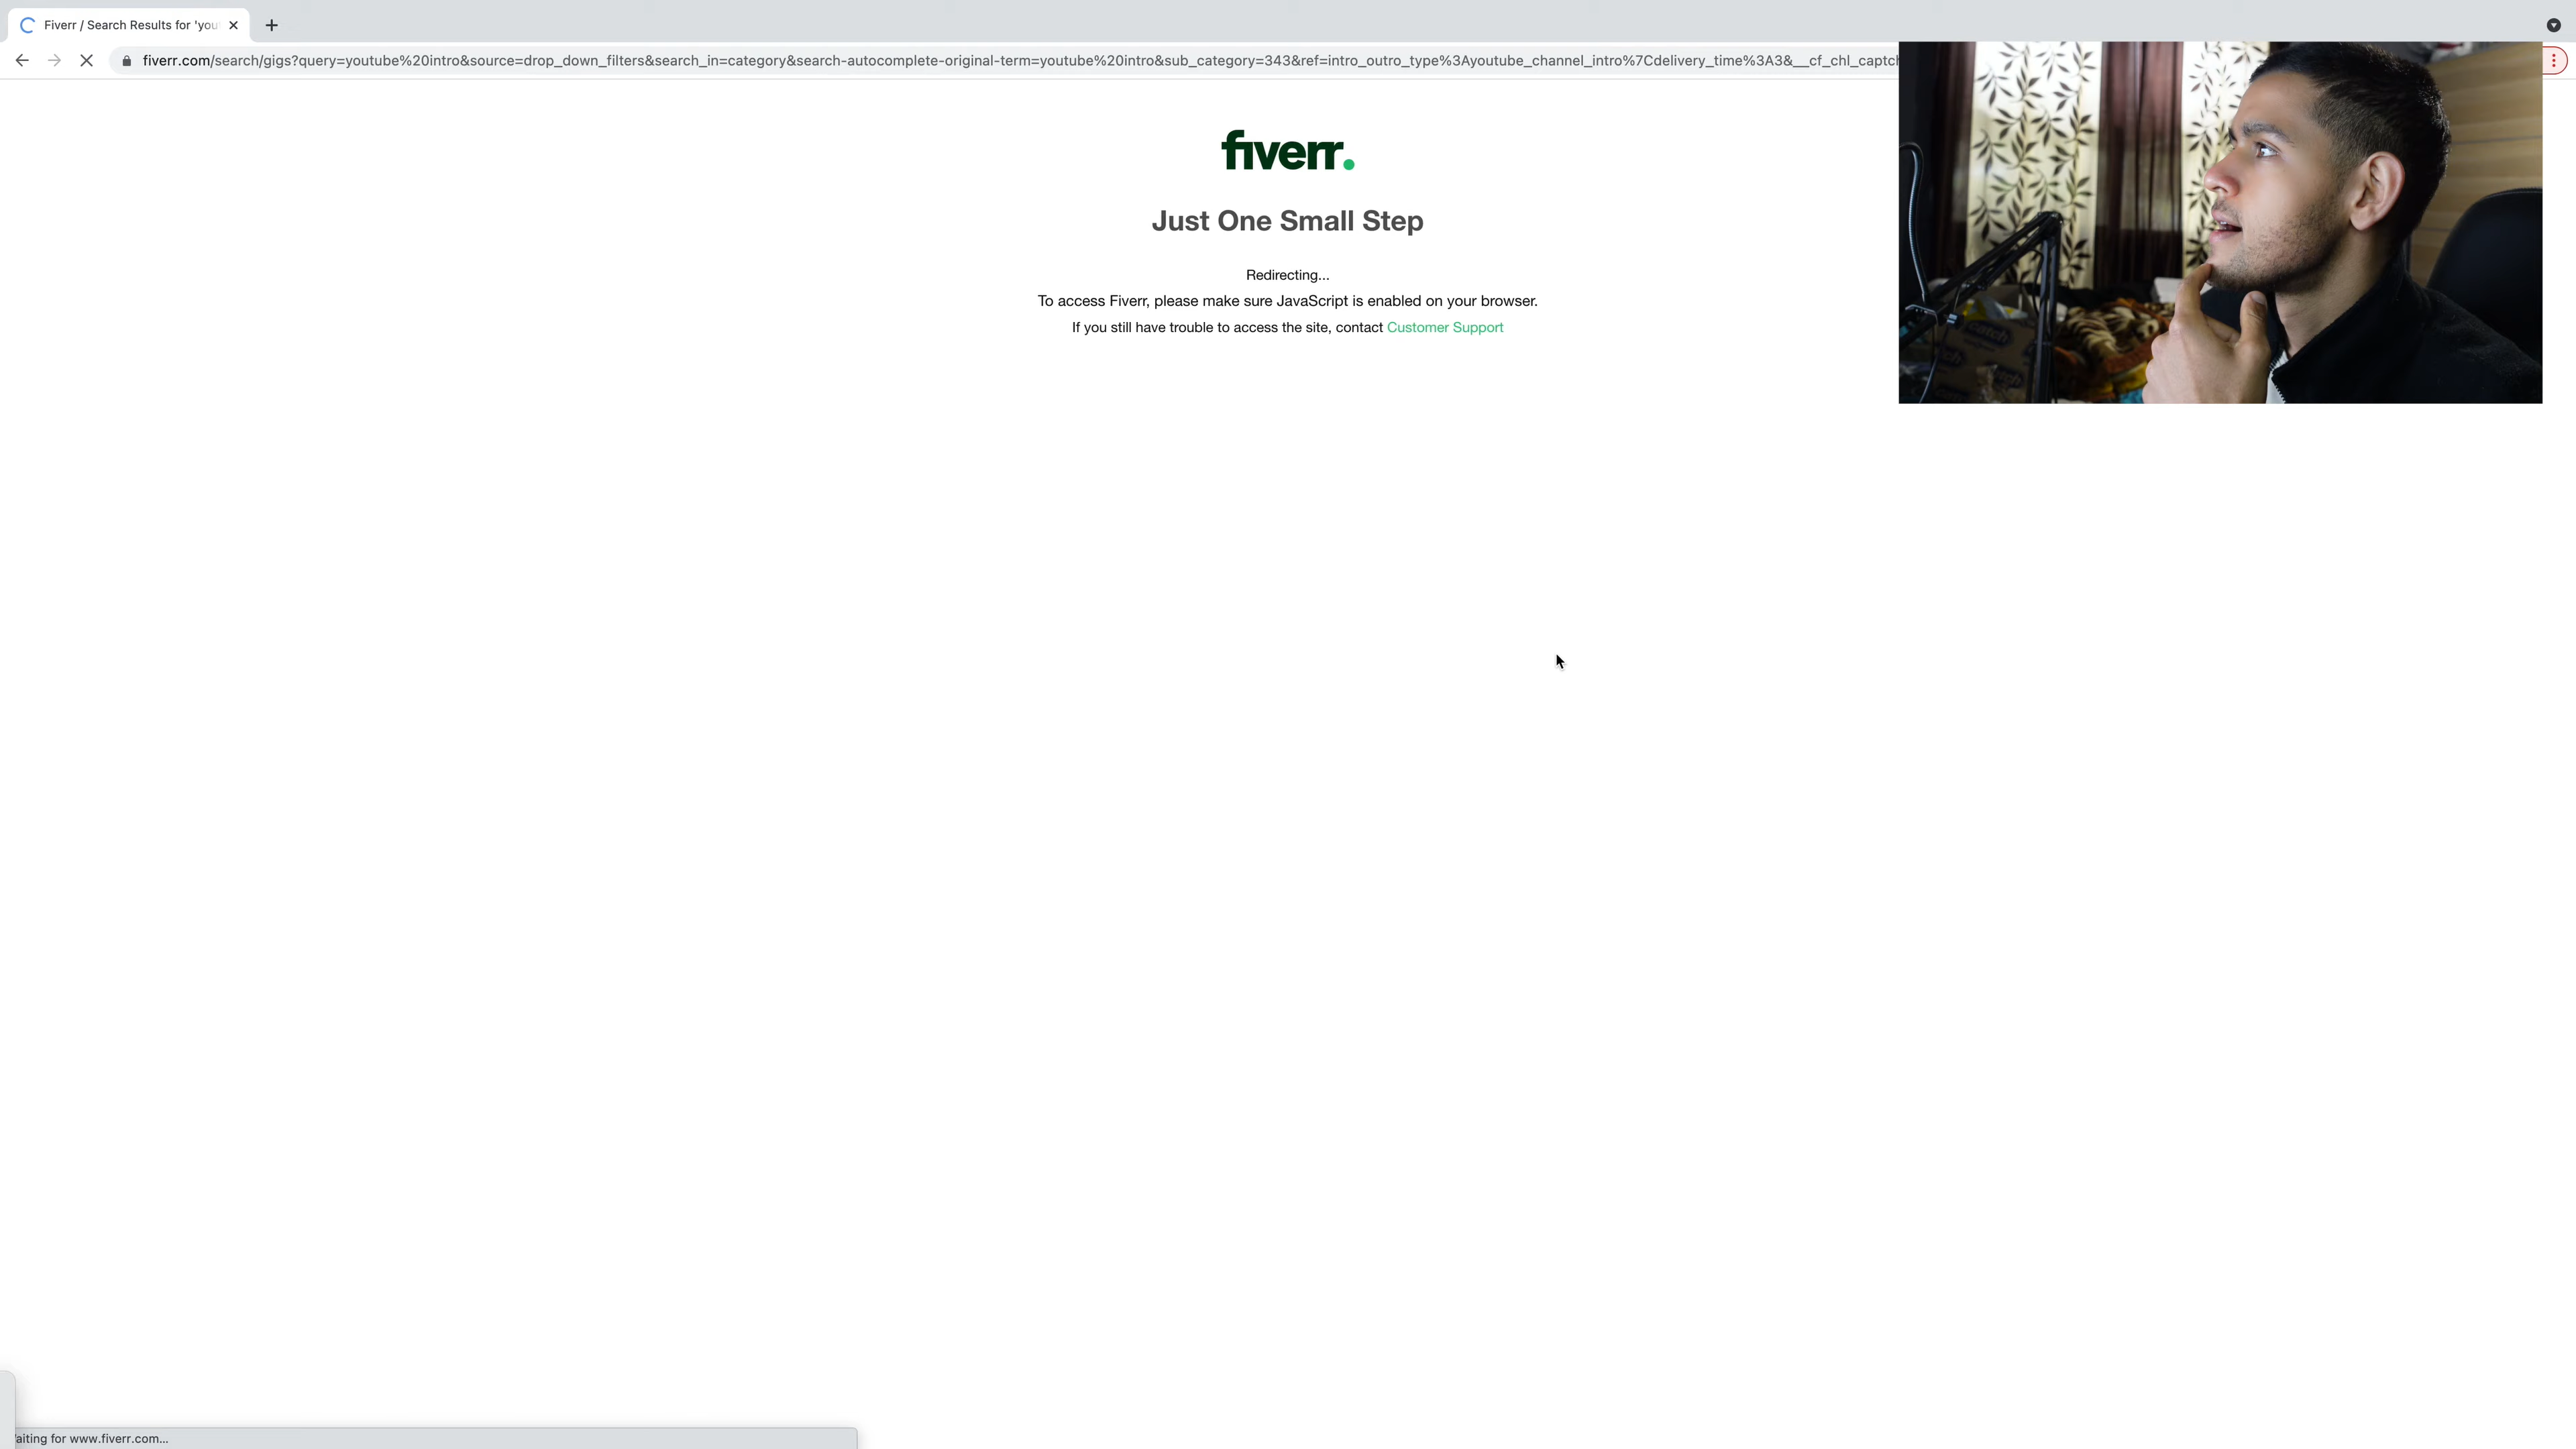 Fiverr / Search Results for 'you
fiverr.com/search/gigs?query=youtube%20intro&source=drop_down_filters&search_in=category&search-autocomplete-original-term=youtube%20intro&sub_category=343&ref=intro_outro_type%3Ayoutube_channel_intro%7Cdelivery_time%3A3&__cf_chl_captch
fiverr.
Just One Small Step
Redirecting...
To access Fiverr, please make sure JavaScript is enabled on your browser.
If you still have trouble to access the site, contact Customer Support
aiting for www.fiverr.com...